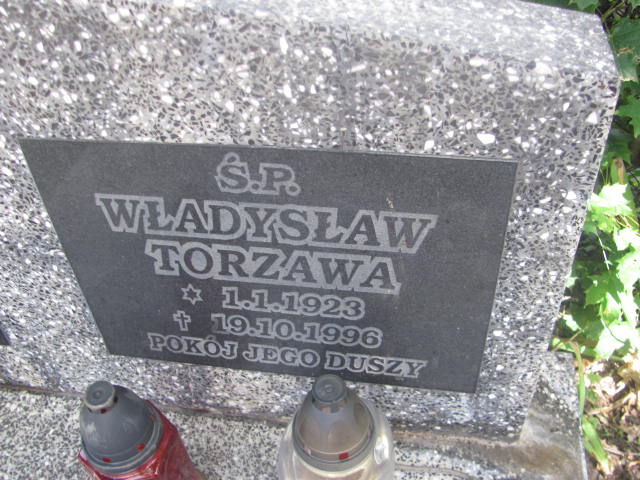 Ś.P.
WŁADYSŁAW
TORZAWA
1.1.1923
19.10.1996
POKÓJ JEGO DUSZY